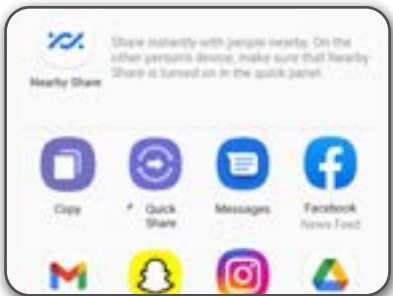 Share instantly with people nearby. On the
other person's device, make sure that Nearby
Share is turned on in the quick panel.
Nearby Share
Copy
Quick
Share
Messages
Facebook
News Feed